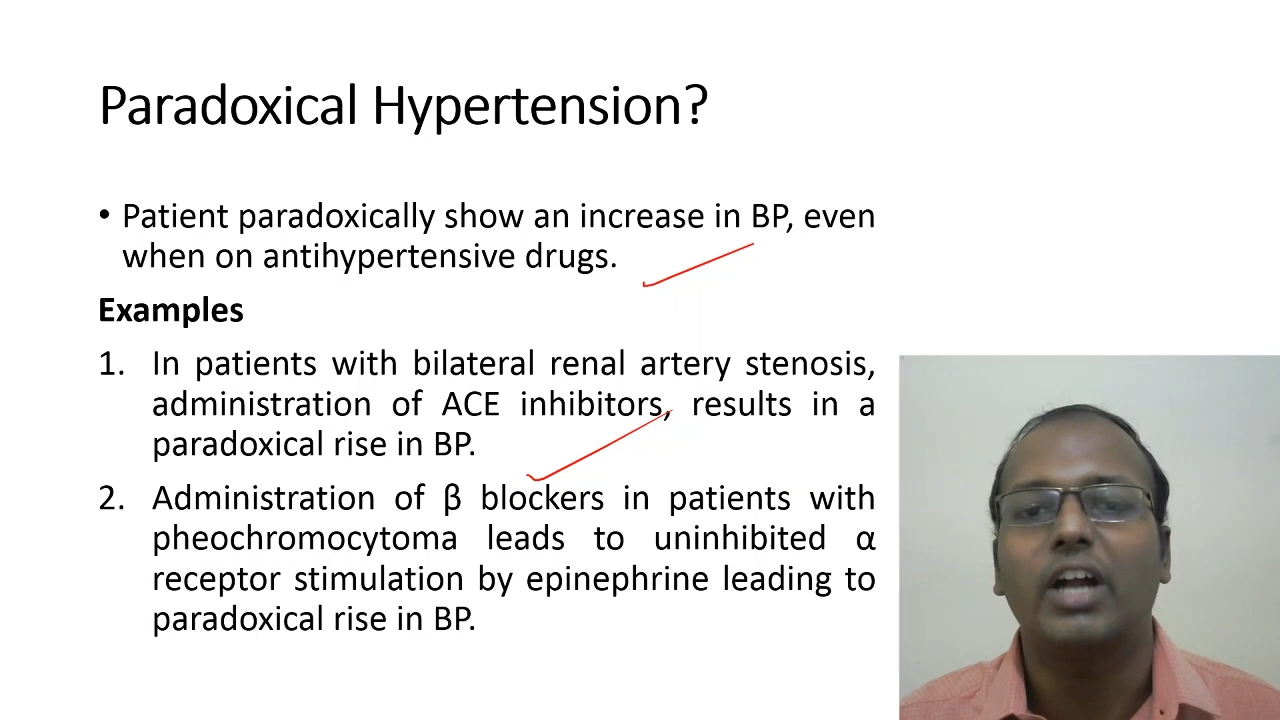 Paradoxical Hypertension?
• Patient paradoxically show an increase in BP, even
when on antihypertensive drugs.
Examples
1. In patients with bilateral renal artery stenosis,
administration of ACE inhibitors, results in a
paradoxical rise in BP.
2. Administration of β blockers in patients with
pheochromocytoma leads to uninhibited α
receptor stimulation by epinephrine leading to
paradoxical rise in BP.